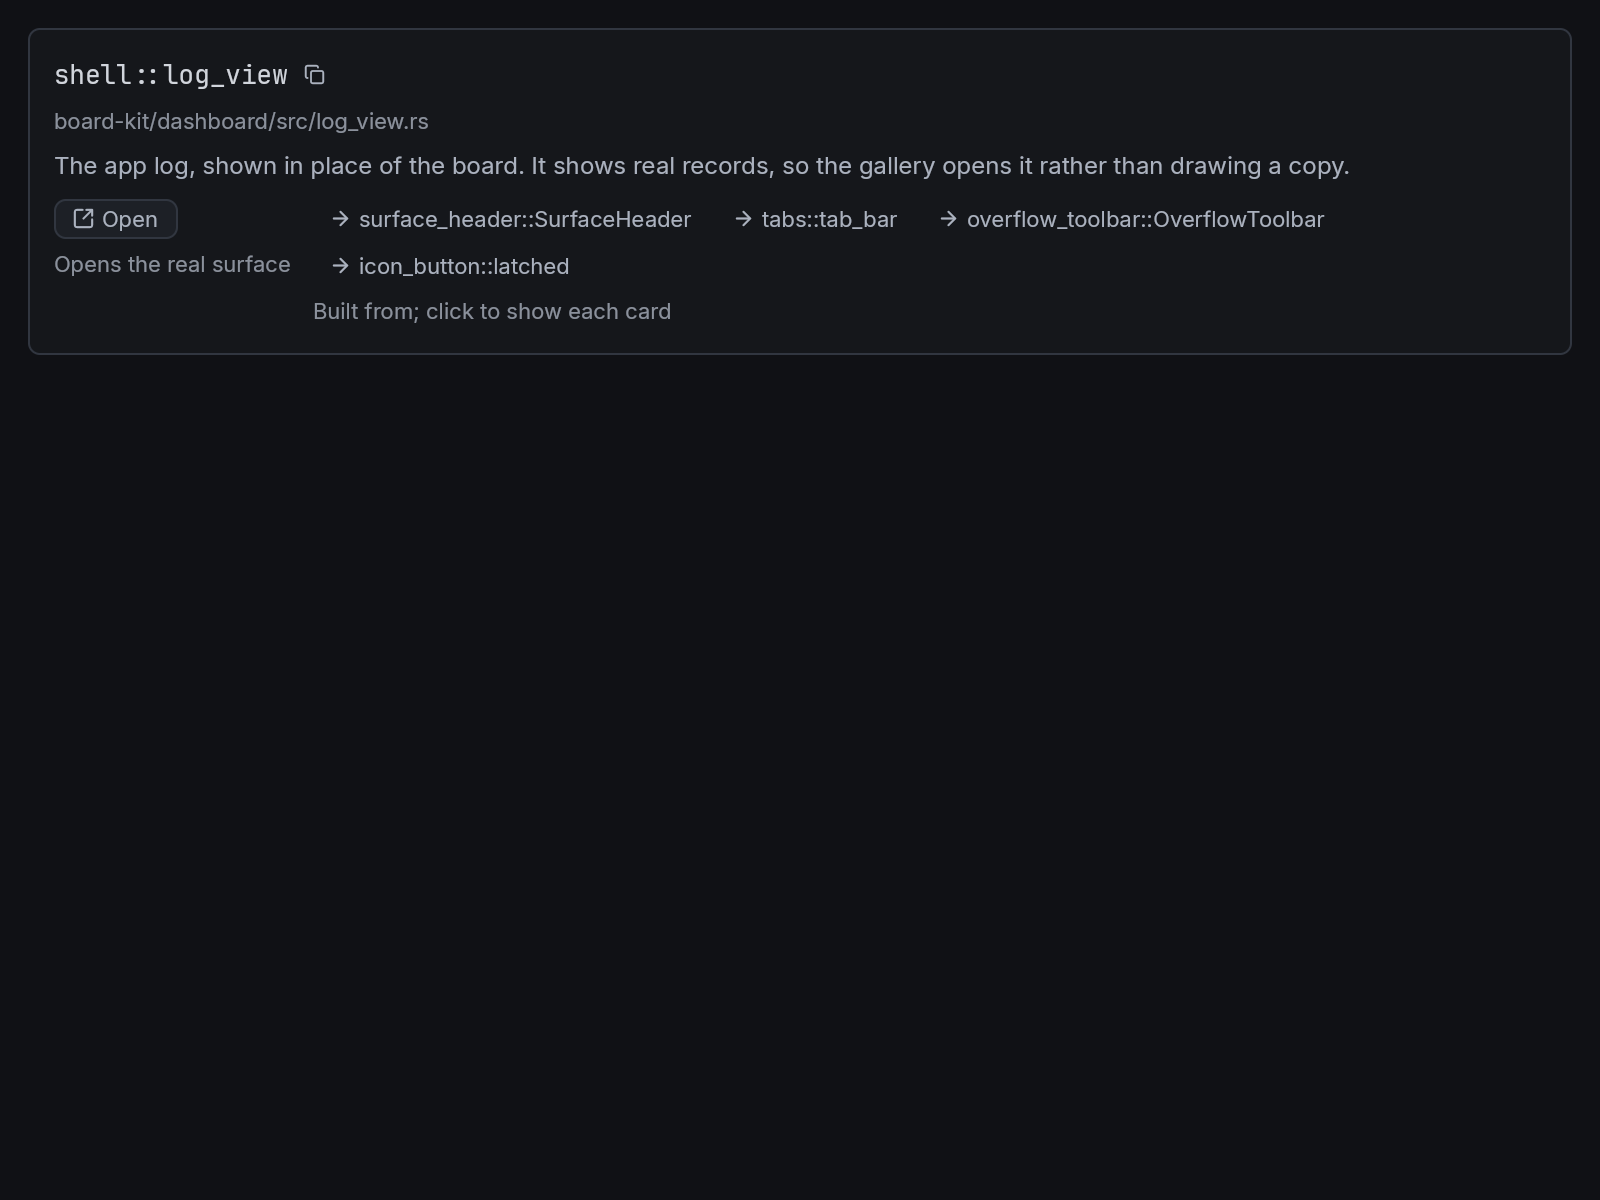 shell::log_view
board-kit/dashboard/src/log_view.rs
The app log, shown in place of the board. It shows real records, so the gallery opens it rather than drawing a copy.
Open
Opens the real surface
→ surface_header::SurfaceHeader → tabs::tab_bar → overflow_toolbar::OverflowToolbar
→ icon_button::latched
Built from; click to show each card